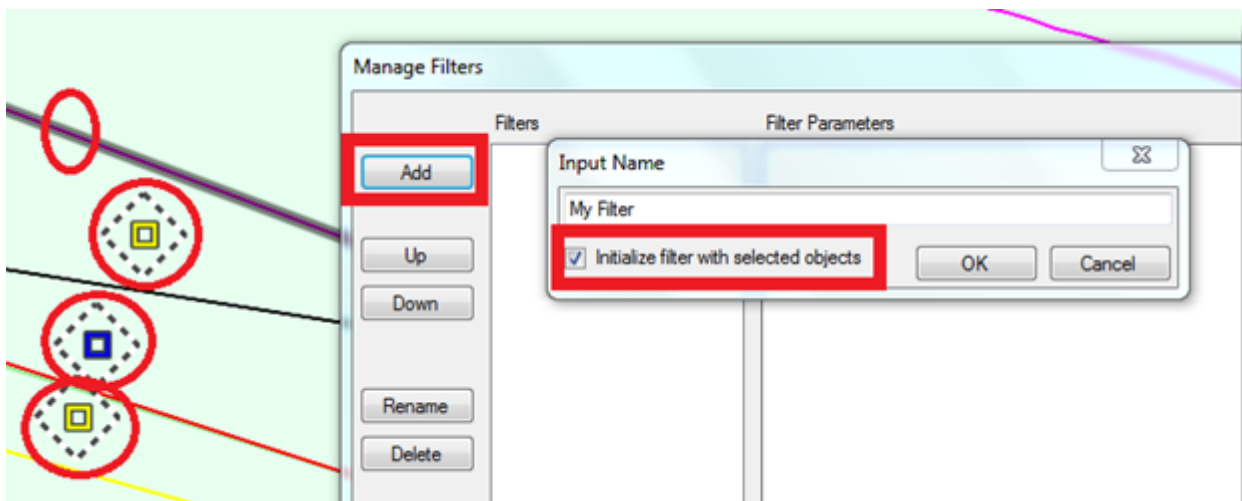 Manage Filters
Filters
Filter Parameters
Add
Input Name
My Filter
Initialize filter with selected objects
OK
Cancel
Up
Down
Rename
Delete